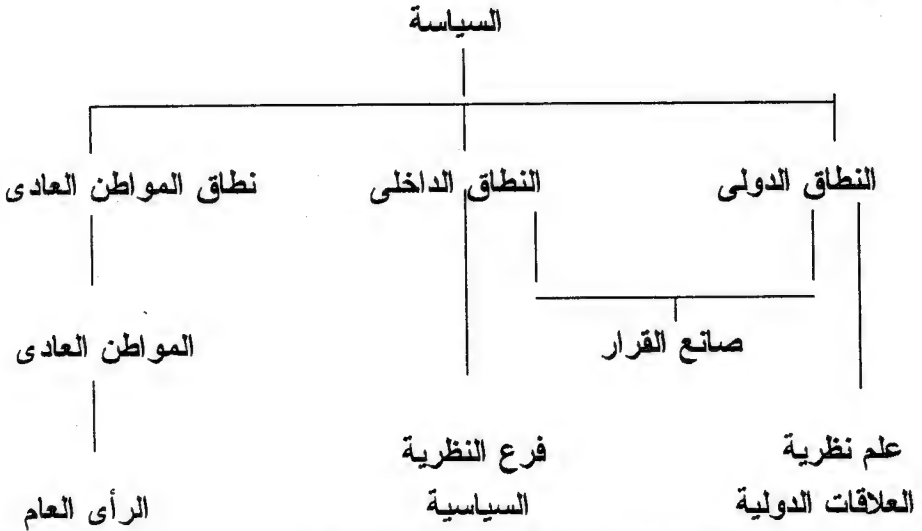 السياسة
النطاق الدولى
النطاق الداخلى
نطاق المواطن العادى
صانع القرار
المواطن العادى
علم نظرية
العلاقات الدولية
فرع النظرية
السياسية
الرأى العام